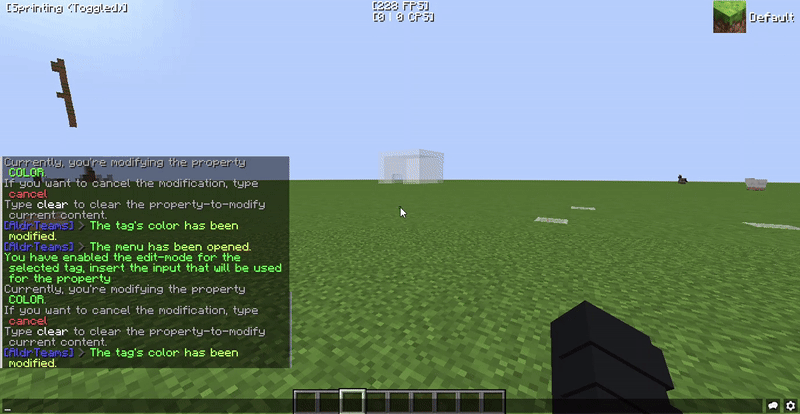 [Sprinting (Toggled)]
[228 FPS]
[0 | 0 CPS]
Default
Currently, you're modifying the property
COLOR.
If you want to cancel the modification, type
cancel
Type clear to clear the property-to-modify
current content.
[AldrTeams] > The tag's color has been
modified.
[AldrTeams] > The menu has been opened.
You have enabled the edit-mode for the
selected tag, insert the input that will be used
for the property
Currently, you're modifying the property
COLOR.
If you want to cancel the modification, type
cancel
Type clear to clear the property-to-modify
current content.
[AldrTeams] > The tag's color has been
modified.